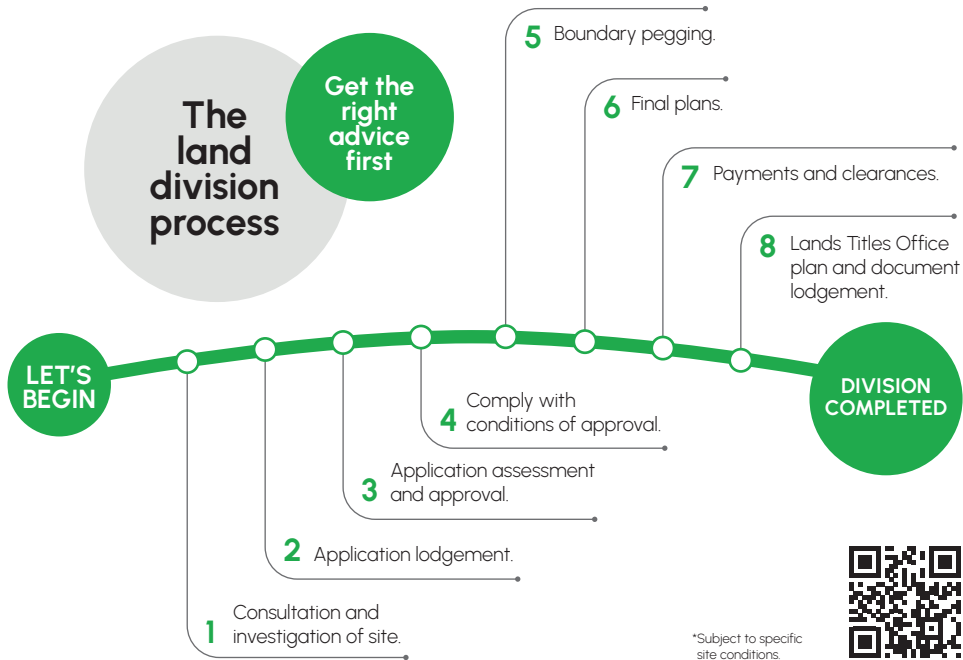 The
land
division
process
Get the
right
advice
first
LET'S
BEGIN
1 Consultation and
investigation of site.
2 Application lodgement.
3 Application assessment
and approval.
4 Comply with
conditions of approval.
5 Boundary pegging.
6 Final plans.
7 Payments and clearances.
8 Lands Titles Office
plan and document
lodgement.
DIVISION
COMPLETED
*Subject to specific
site conditions.